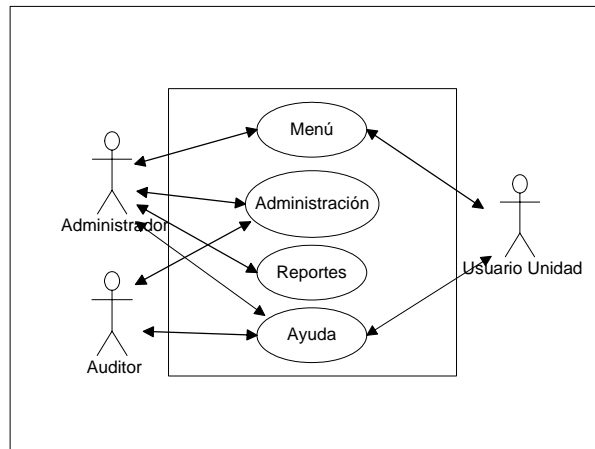 Menú
Administración
Administrador
Usuario Unidad
Reportes
Ayuda
Auditor